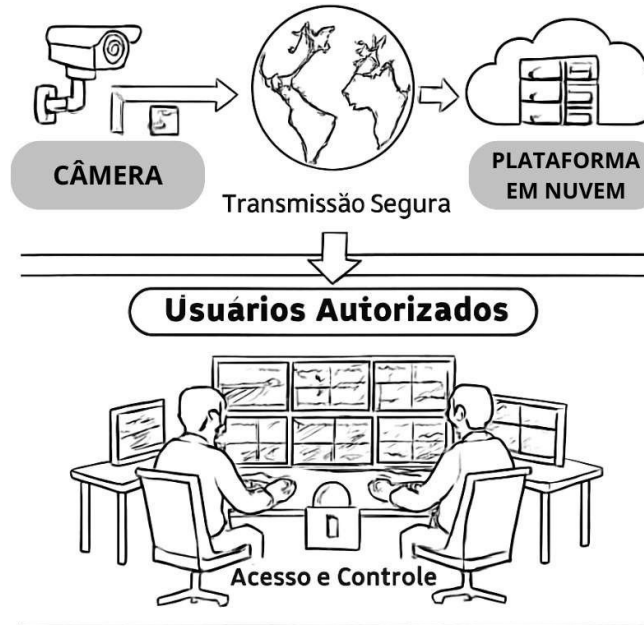 CÂMERA
Transmissão Segura
PLATAFORMA
EM NUVEM
Usuários Autorizados
Acesso e Controle